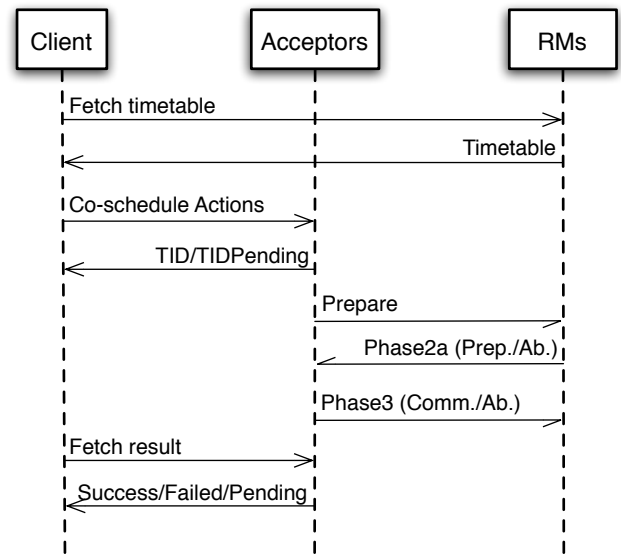 Client
Acceptors
RMs
Fetch timetable
Timetable
Co-schedule Actions
TID/TIDPending
Prepare
Phase2a (Prep./Ab.)
Phase3 (Comm./Ab.)
Fetch result
Success/Failed/Pending